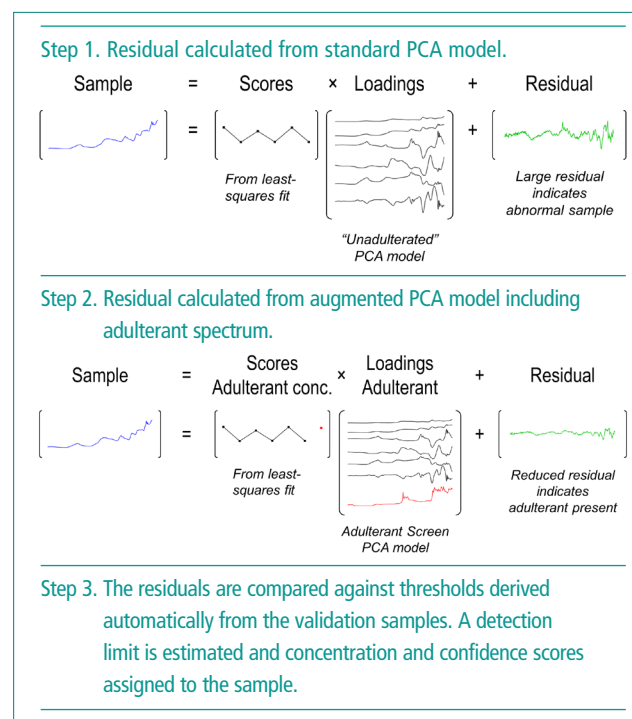 Step 1. Residual calculated from standard PCA model.
Sample = Scores × Loadings + Residual
= +
From least-
squares fit
Large residual
indicates
abnormal sample
“Unadulterated”
PCA model
Step 2. Residual calculated from augmented PCA model including
adulterant spectrum.
Sample = Scores
Adulterant conc. × Loadings
Adulterant + Residual
= +
From least-
squares fit
Reduced residual
indicates
adulterant present
Adulterant Screen
PCA model
Step 3. The residuals are compared against thresholds derived
automatically from the validation samples. A detection
limit is estimated and concentration and confidence scores
assigned to the sample.